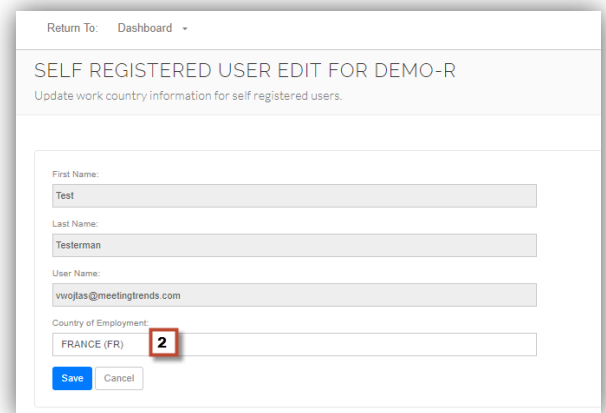 Return To: Dashboard
SELF REGISTERED USER EDIT FOR DEMO-R
Update work country information for self registered users.
First Name:
Test
Last Name:
Testerman
User Name:
vwojtas@meetingtrends.com
Country of Employment:
FRANCE (FR) 2
Save Cancel